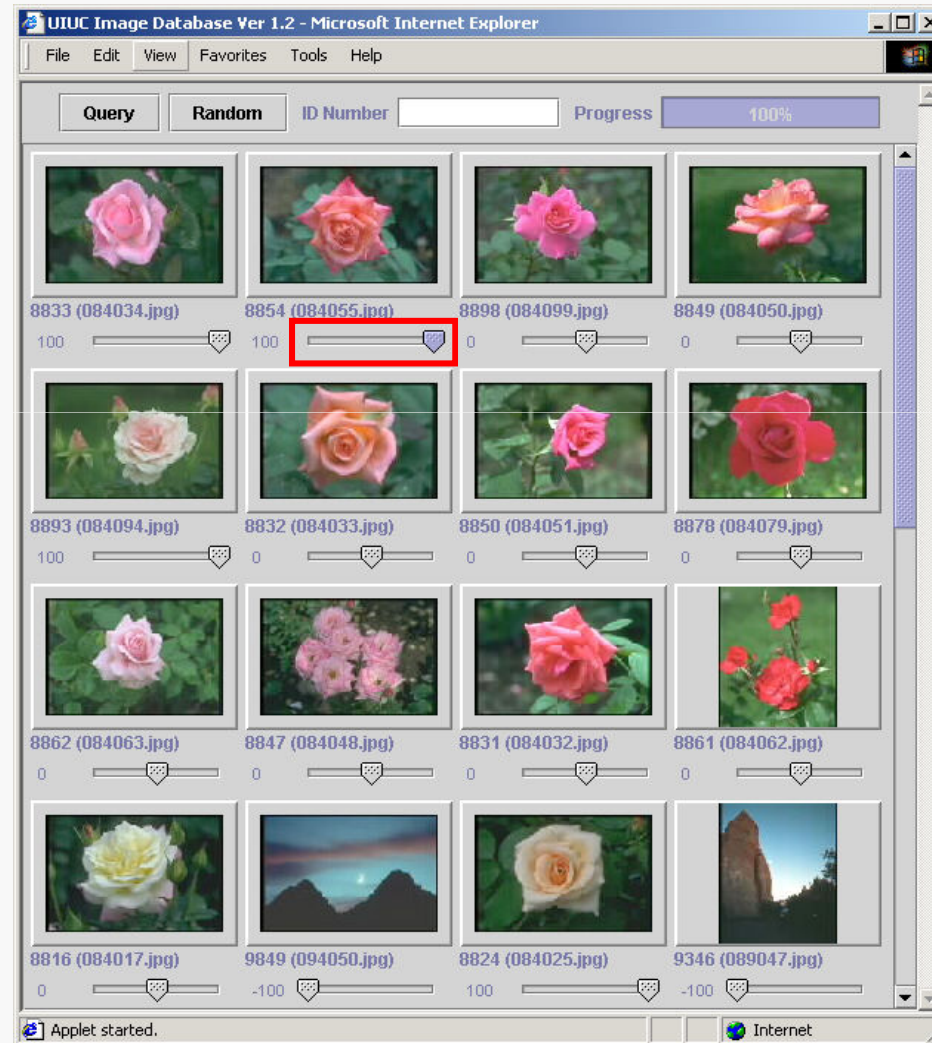 UIUC Image Database Ver 1.2 - Microsoft Internet Explorer
File Edit View Favorites Tools Help
Query Random ID Number Progress 100%
8833 (084034.jpg) 8854 (084055.jpg) 8898 (084099.jpg) 8849 (084050.jpg)
100 100 0 0
8893 (084094.jpg) 8832 (084033.jpg) 8850 (084051.jpg) 8878 (084079.jpg)
100 0 0 0
8862 (084063.jpg) 8847 (084048.jpg) 8831 (084032.jpg) 8861 (084062.jpg)
0 0 0 0
8816 (084017.jpg) 9849 (094050.jpg) 8824 (084025.jpg) 9346 (089047.jpg)
0 -100 100 -100
Applet started. Internet